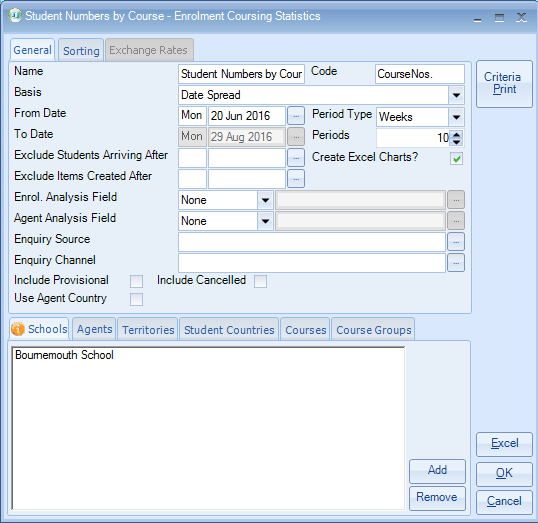 Student Numbers by Course - Enrolment Coursing Statistics
General Sorting Exchange Rates
Name Student Numbers by Cour Code CourseNos.
Criteria
Print
Basis Date Spread
From Date Mon 20 Jun 2016 ... Period Type Weeks
To Date Mon 29 Aug 2016 ... Periods 10
Exclude Students Arriving After ... Create Excel Charts?
Exclude Items Created After ...
Enrol. Analysis Field None ...
Agent Analysis Field None ...
Enquiry Source ...
Enquiry Channel ...
Include Provisional Include Cancelled
Use Agent Country
Schools Agents Territories Student Countries Courses Course Groups
Bournemouth School
Add
Remove
Excel
OK
Cancel